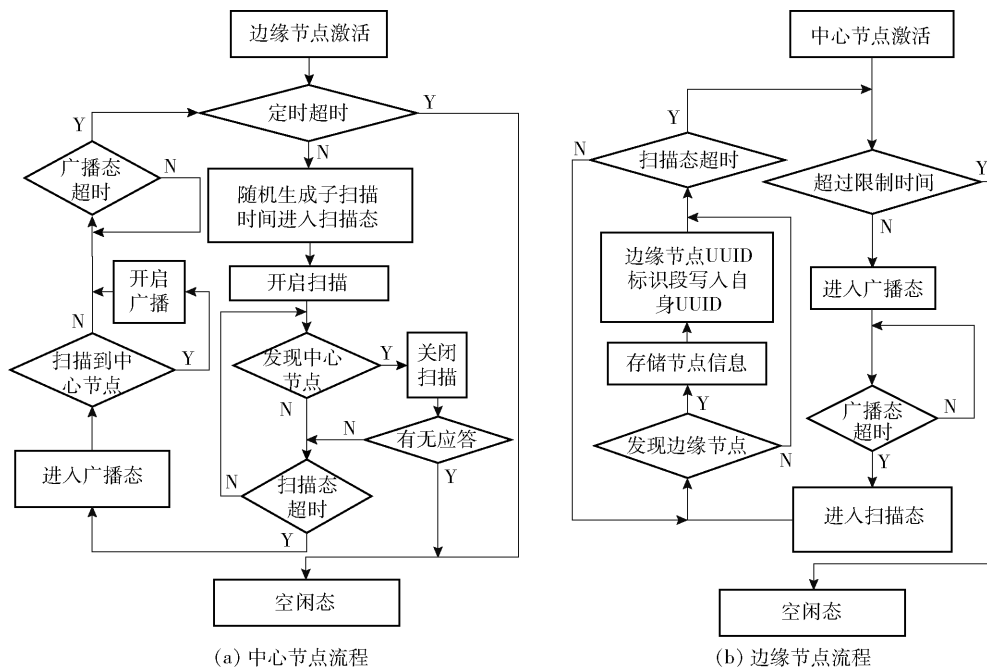 边缘节点激活
定时超时
Y
N
Y
广播态
超时
N
随机生成子扫描
时间进入扫描态
开启扫描
开启
广播
N
扫描到中
心节点
Y
发现中心
节点
Y
N
关闭
扫描
有无应答
N
Y
进入广播态
扫描态
超时
N
Y
空闲态
(a) 中心节点流程
中心节点激活
Y
扫描态超时
N
超过限制时间
Y
N
边缘节点UUID
标识段写入自
身UUID
进入广播态
存储节点信息
Y
发现边缘节点
N
广播态
超时
N
Y
进入扫描态
空闲态
(b) 边缘节点流程